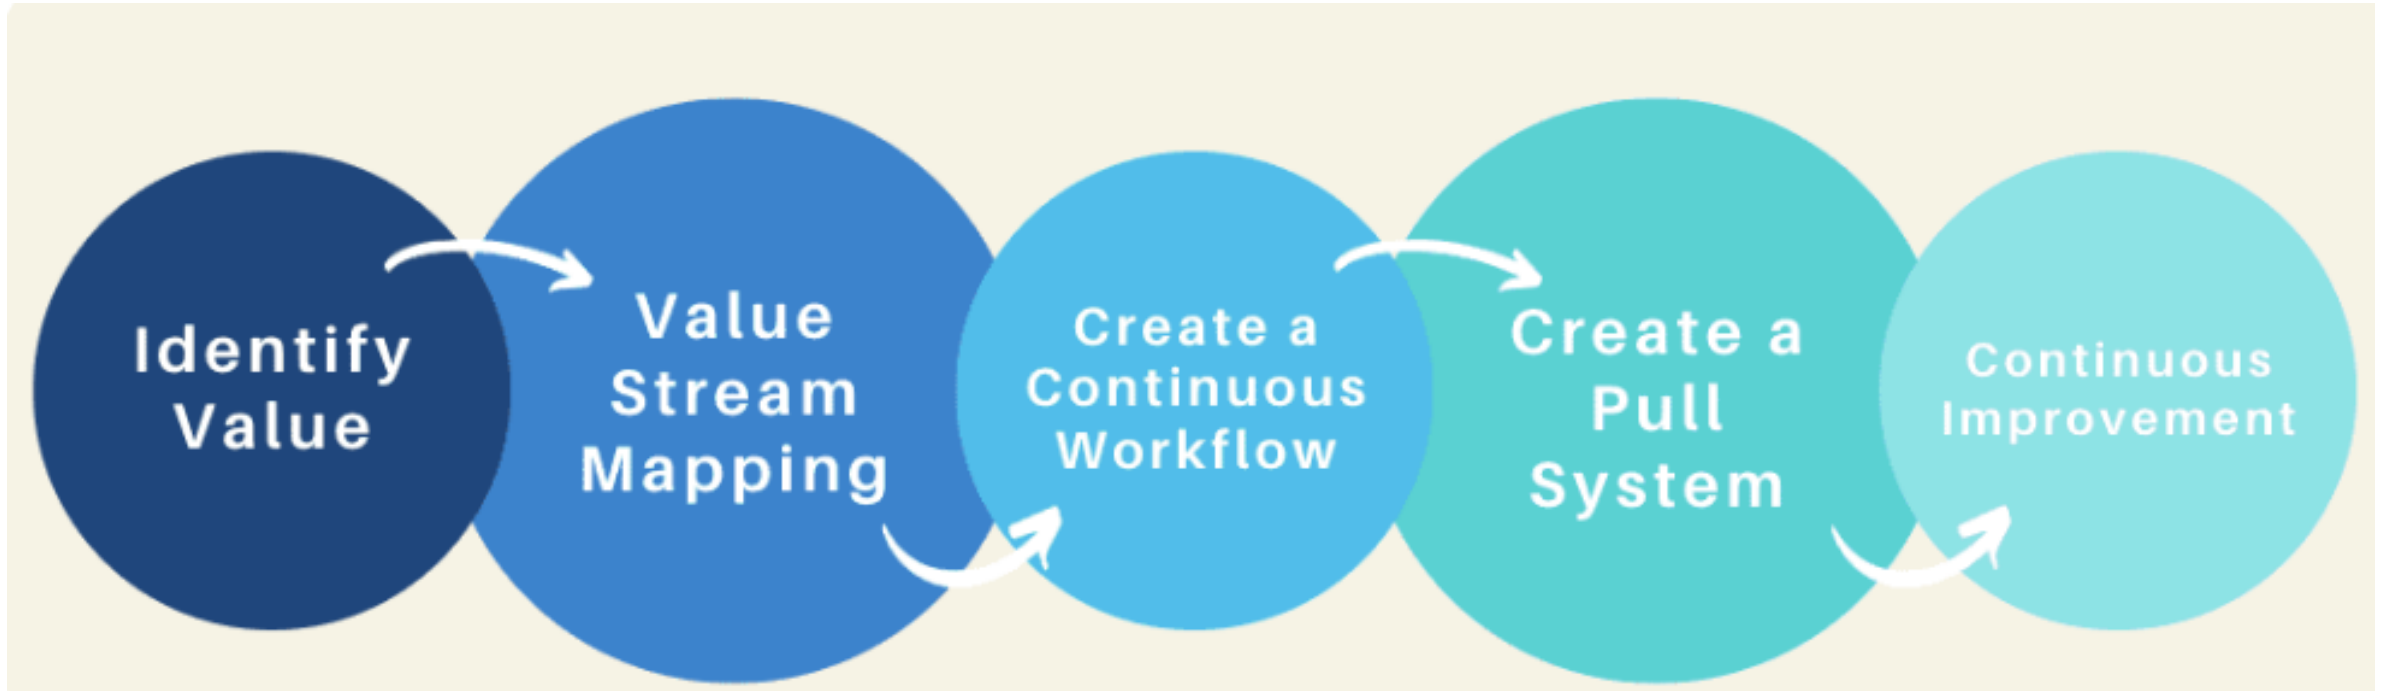 Identify
Value
Value
Stream
Mapping
Create a
Continuous
Workflow
Create a
Pull
System
Continuous
Improvement